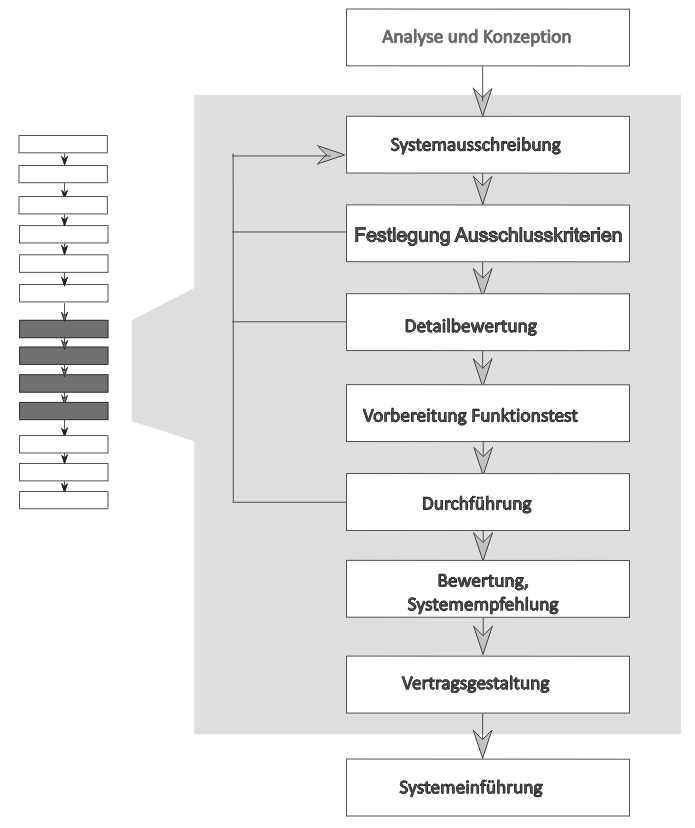 Analyse und Konzeption
Systemausschreibung
Festlegung Ausschlusskriterien
Detailbewertung
Vorbereitung Funktionstest
Durchführung
Bewertung,
Systemempfehlung
Vertragsgestaltung
Systemeinführung